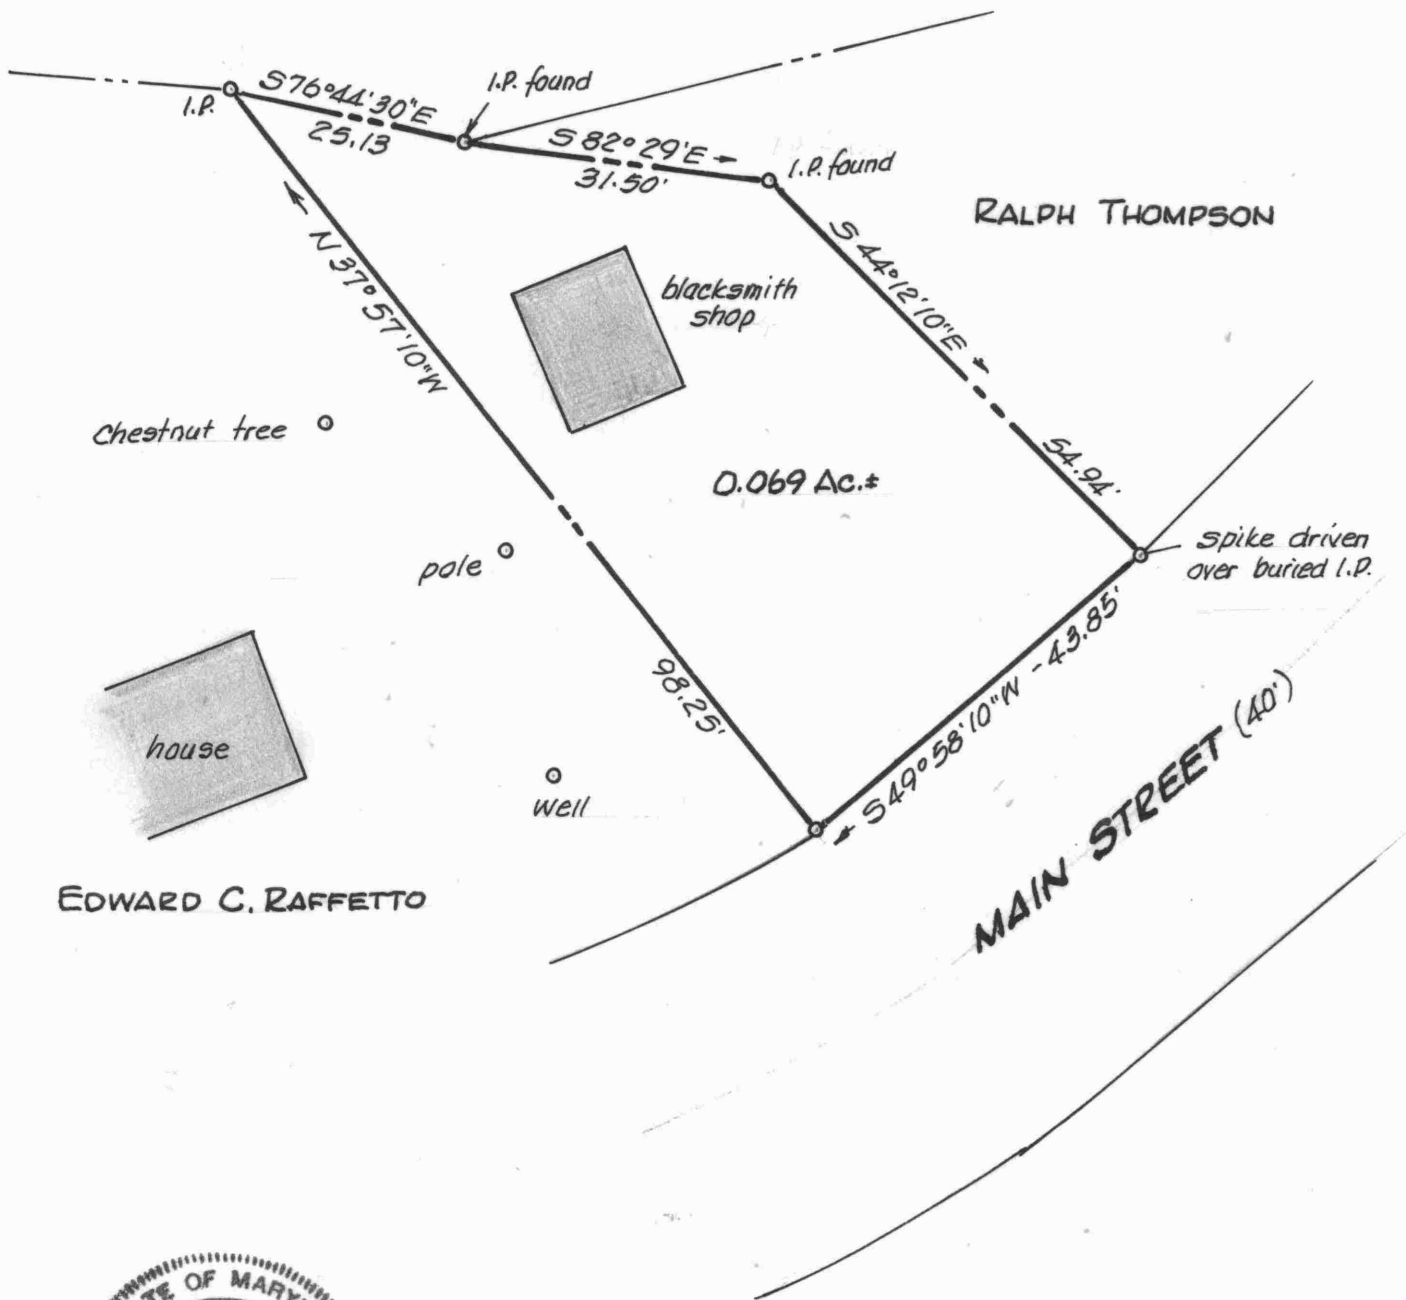 S76°44'30"E
25.13
I.P.
I.P. found
S 82°29'E
31.50'
I.P. found
RALPH THOMPSON
S 44°12'10"E
54.94'
N 37°57'10"W
98.25'
blacksmith
shop
chestnut tree
0.069 Ac.±
pole
spike driven
over buried I.P.
S49°58'10"W - 43.85'
house
well
MAIN STREET (40')
EDWARD C. RAFFETTO
OF